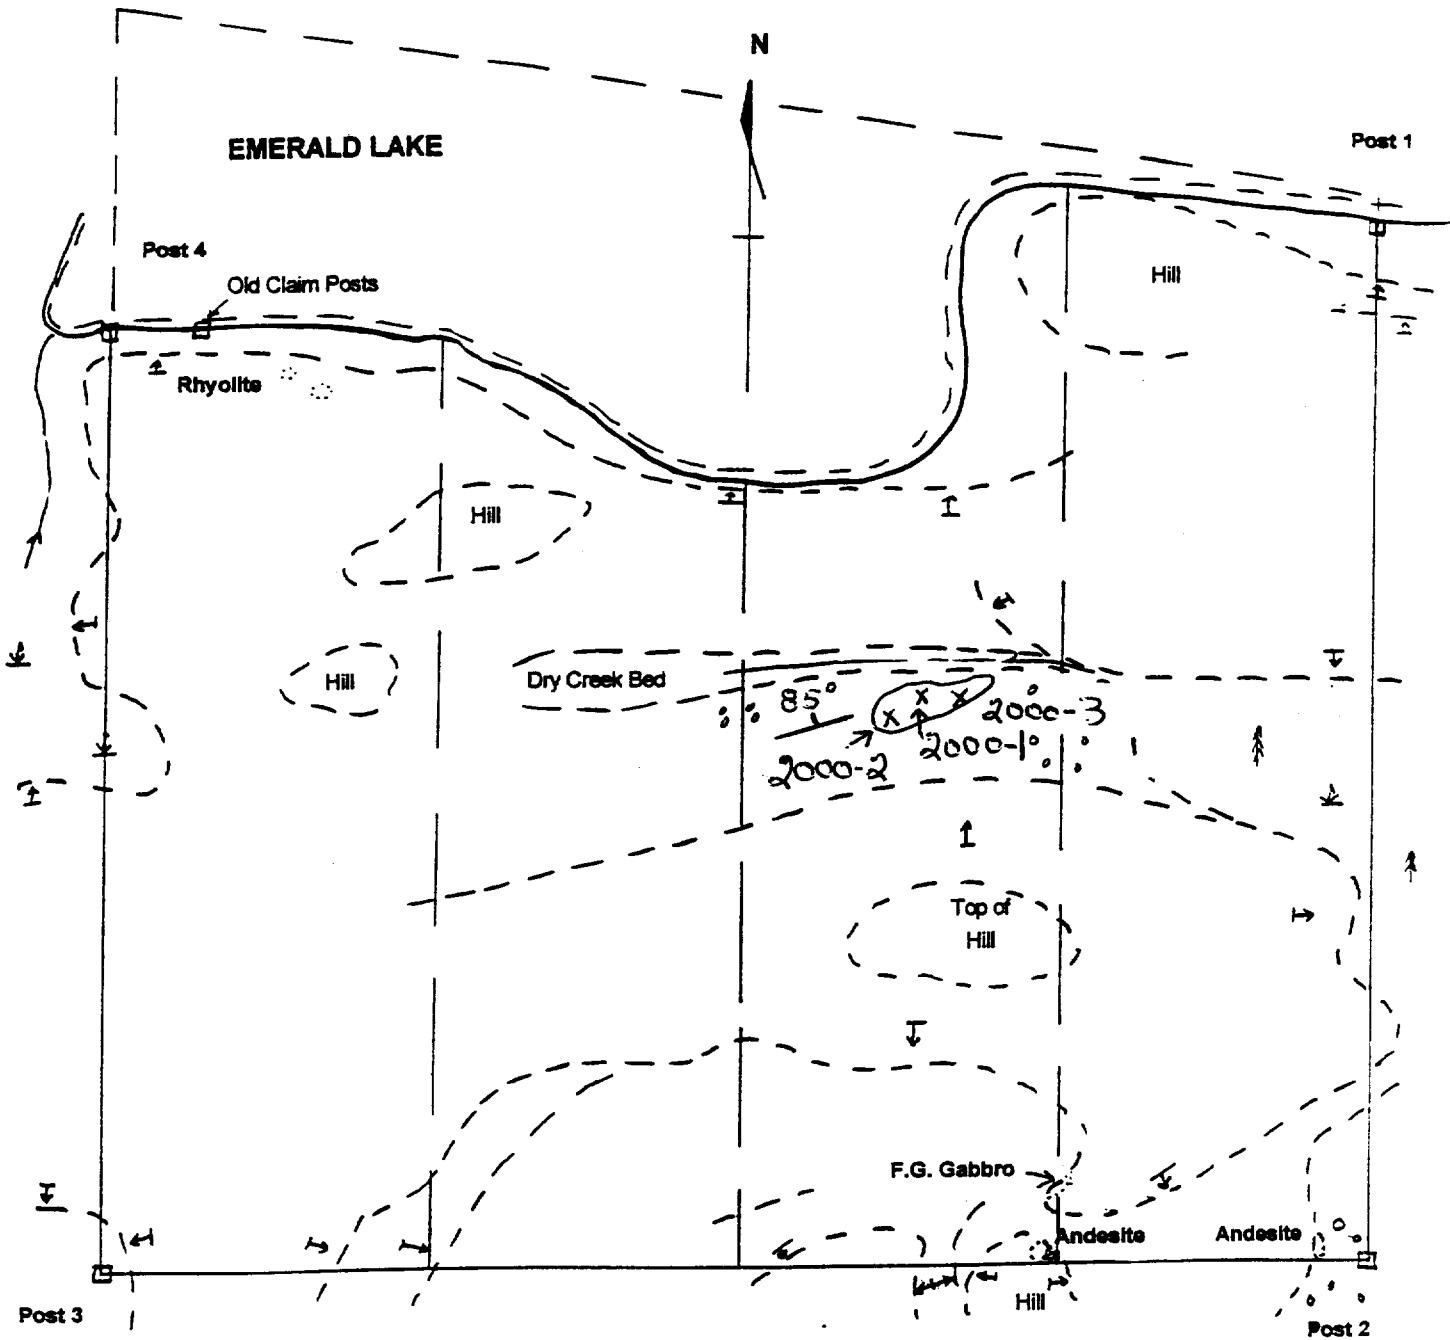 N
Post 1
EMERALD LAKE
Post 4
Old Claim Posts
Hill
Rhyolite
Hill
Hill
Dry Creek Bed
85°
2000-3
2000-1
2000-2
Top of
Hill
F.G. Gabbro
Andesite
Andesite
Hill
Post 3
Post 2